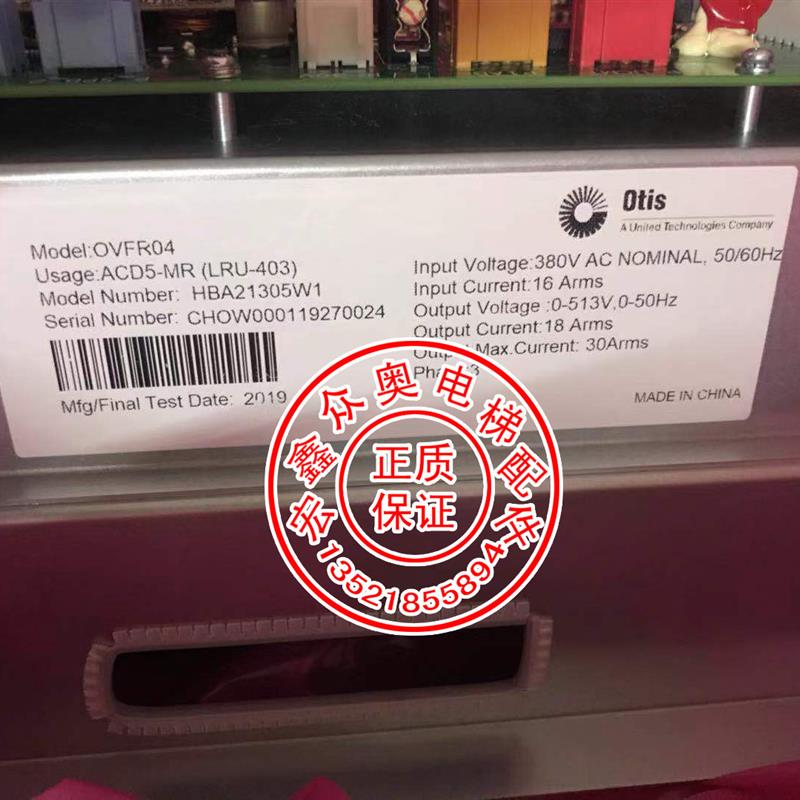 Otis
A United Technologies Company
Model:OVFR04
Usage:ACD5-MR (LRU-403)
Model Number: HBA21305W1
Serial Number: CHOW000119270024
Mfg/Final Test Date: 2019
Input Voltage:380V AC NOMINAL, 50/60Hz
Input Current:16 Arms
Output Voltage :0-513V,0-50Hz
Output Current:18 Arms
Output Max.Current: 30Arms
3
MADE IN CHINA
宏鑫众奥电梯配件
正质
保证
13521855894